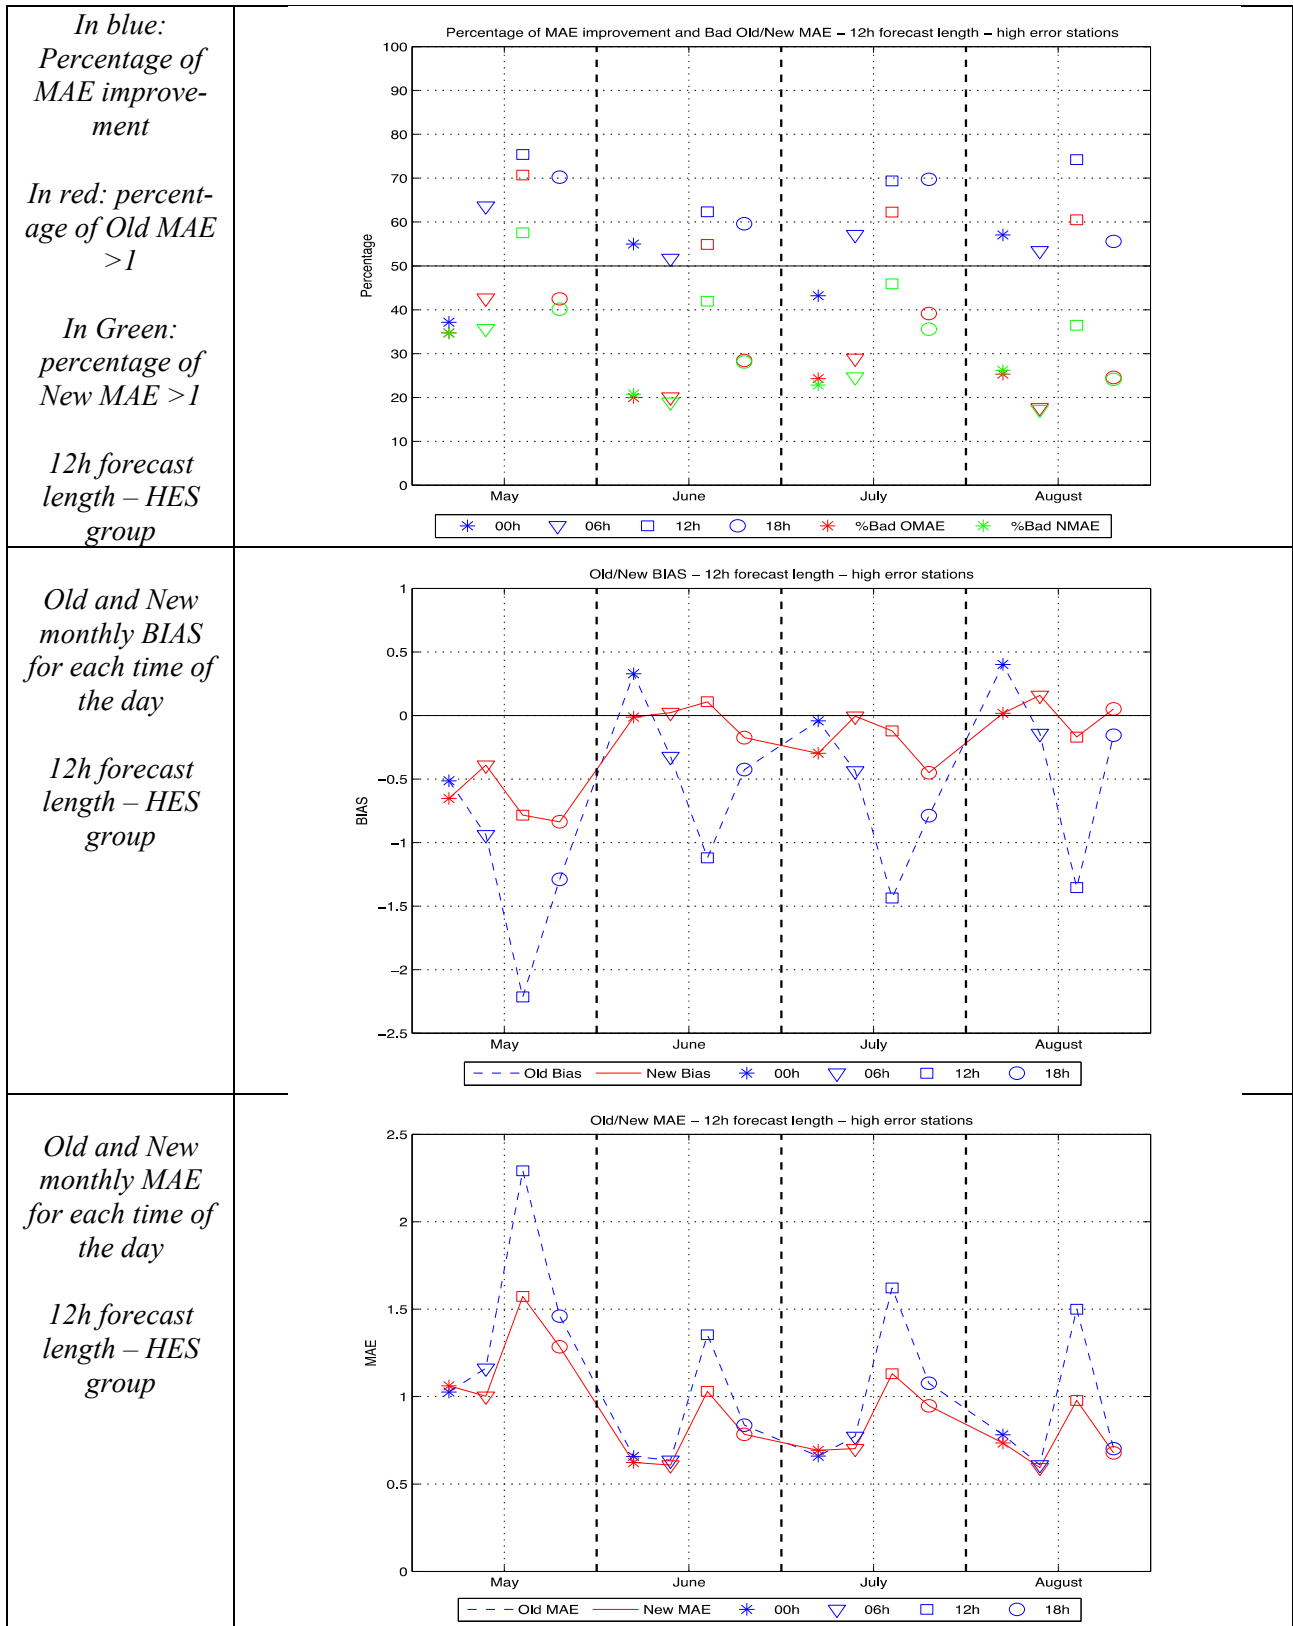 In blue:
Percentage of
MAE improve-
ment
In red: percent-
age of Old MAE
>1
In Green:
percentage of
New MAE >1
12h forecast
length – HES
group
Percentage of MAE improvement and Bad Old/New MAE – 12h forecast length – high error stations
100
90
80
70
60
50
40
30
20
10
0
Percentage
May June July August
00h 06h 12h 18h %Bad OMAE %Bad NMAE
Old and New
monthly BIAS
for each time of
the day
12h forecast
length – HES
group
Old/New BIAS – 12h forecast length – high error stations
1
0.5
0
−0.5
−1
−1.5
−2
−2.5
BIAS
May June July August
Old Bias New Bias 00h 06h 12h 18h
Old and New
monthly MAE
for each time of
the day
12h forecast
length – HES
group
Old/New MAE – 12h forecast length – high error stations
2.5
2
1.5
1
0.5
0
MAE
May June July August
Old MAE New MAE 00h 06h 12h 18h